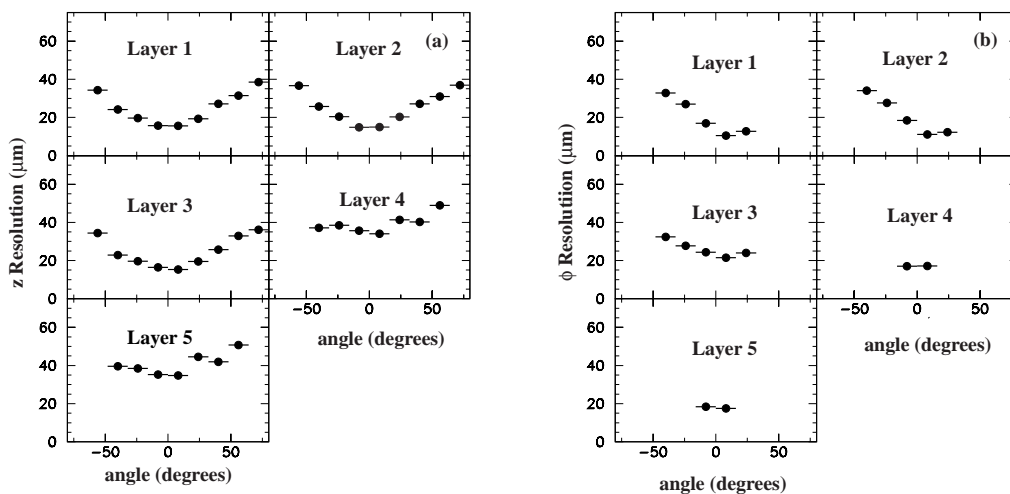 (a)
Layer 1
Layer 2
60
40
20
0
Layer 3
Layer 4
60
40
20
0
−50 0 50
angle (degrees)
Layer 5
60
40
20
0
−50 0 50
angle (degrees)
z Resolution (μm)
(b)
Layer 1
Layer 2
60
40
20
0
Layer 3
Layer 4
60
40
20
0
−50 0 50
angle (degrees)
Layer 5
60
40
20
0
−50 0 50
angle (degrees)
ϕ Resolutiion (μm)